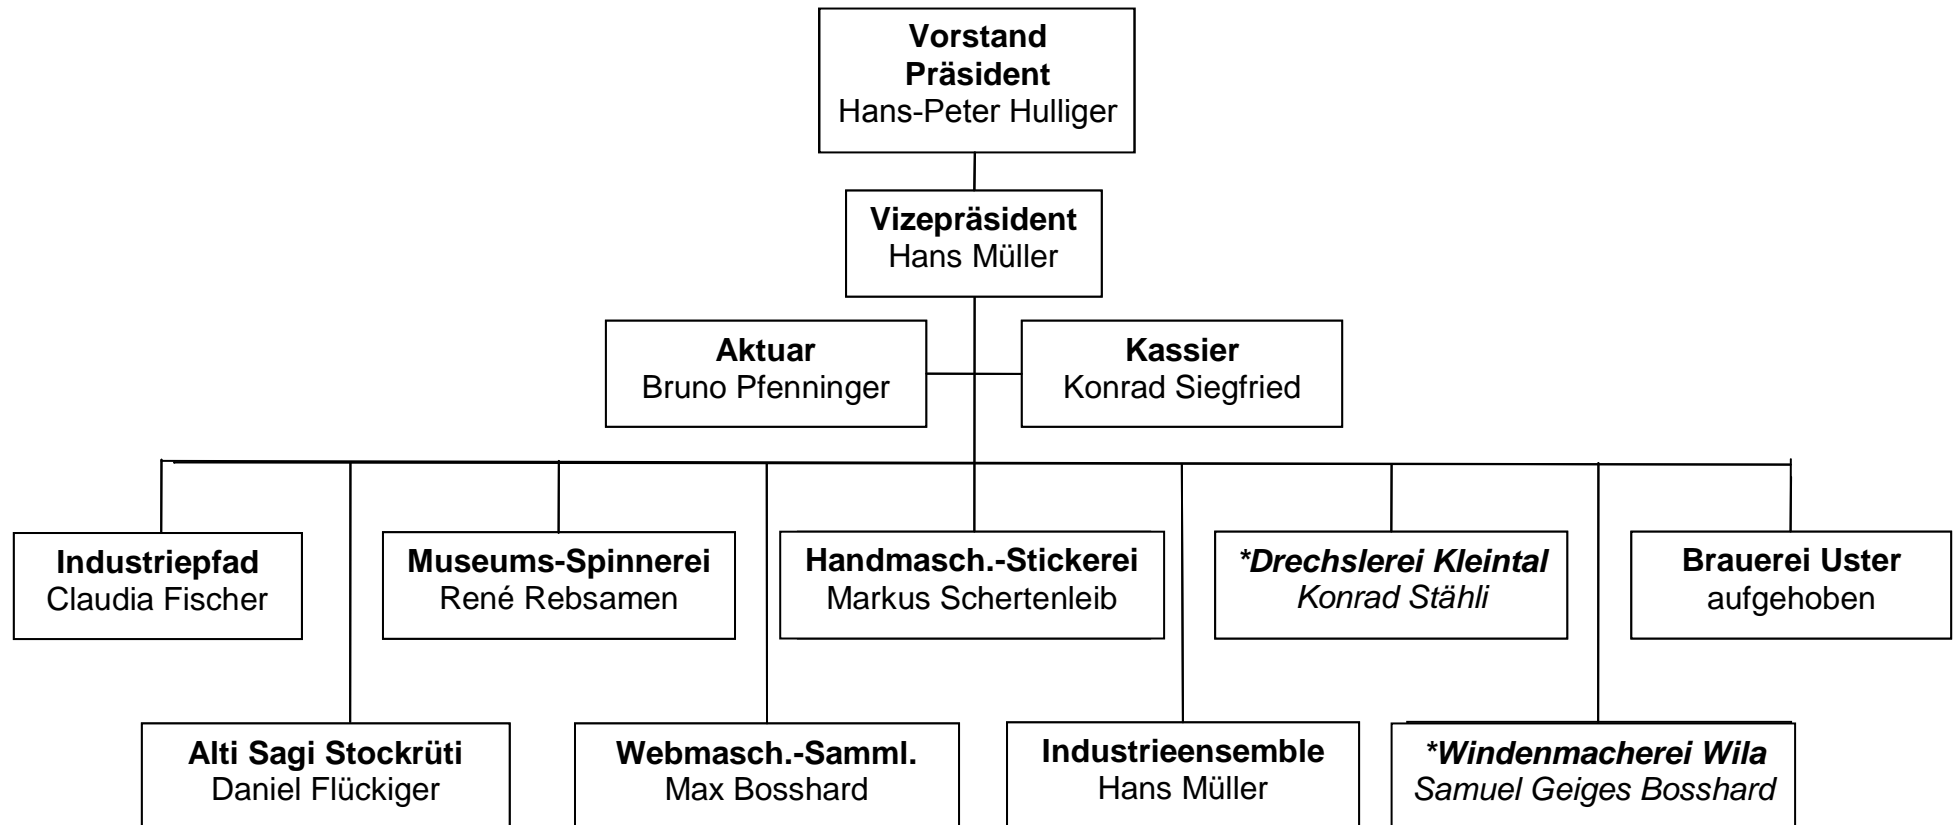 Vorstand
Präsident
Hans-Peter Hulliger
Vizepräsident
Hans Müller
Aktuar
Bruno Pfenninger
Kassier
Konrad Siegfried
Industriepfad
Claudia Fischer
Museums-Spinnerei
René Rebsamen
Handmasch.-Stickerei
Markus Schertenleib
*Drechslerei Kleintal
Konrad Stähli
Brauerei Uster
aufgehoben
Alti Sagi Stockrüti
Daniel Flückiger
Webmasch.-Samml.
Max Bosshard
Industrieensemble
Hans Müller
*Windenmacherei Wila
Samuel Geiges Bosshard